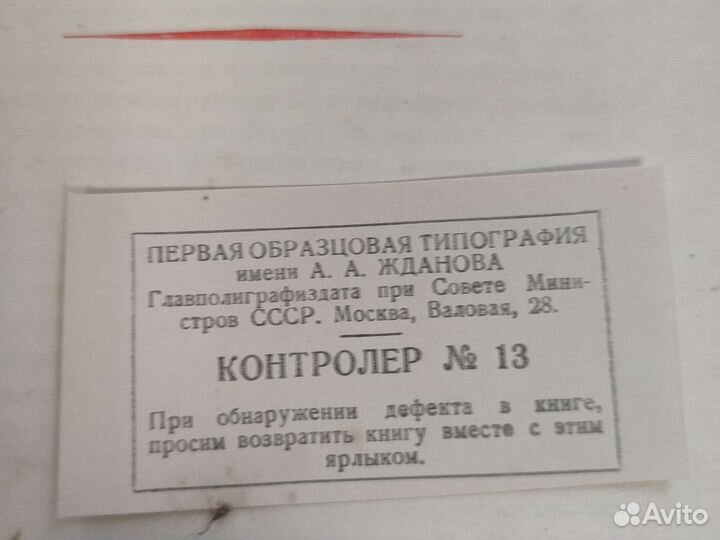 ПЕРВАЯ ОБРАЗЦОВАЯ ТИПОГРАФИЯ
имени А. А. ЖДАНОВА
Главполиграфиздата при Совете Мини-
стров СССР. Москва, Валовая, 28.
КОНТРОЛЕР № 13
При обнаружении дефекта в книге,
просим возвратить книгу вместе с этим
ярлыком.
Avito